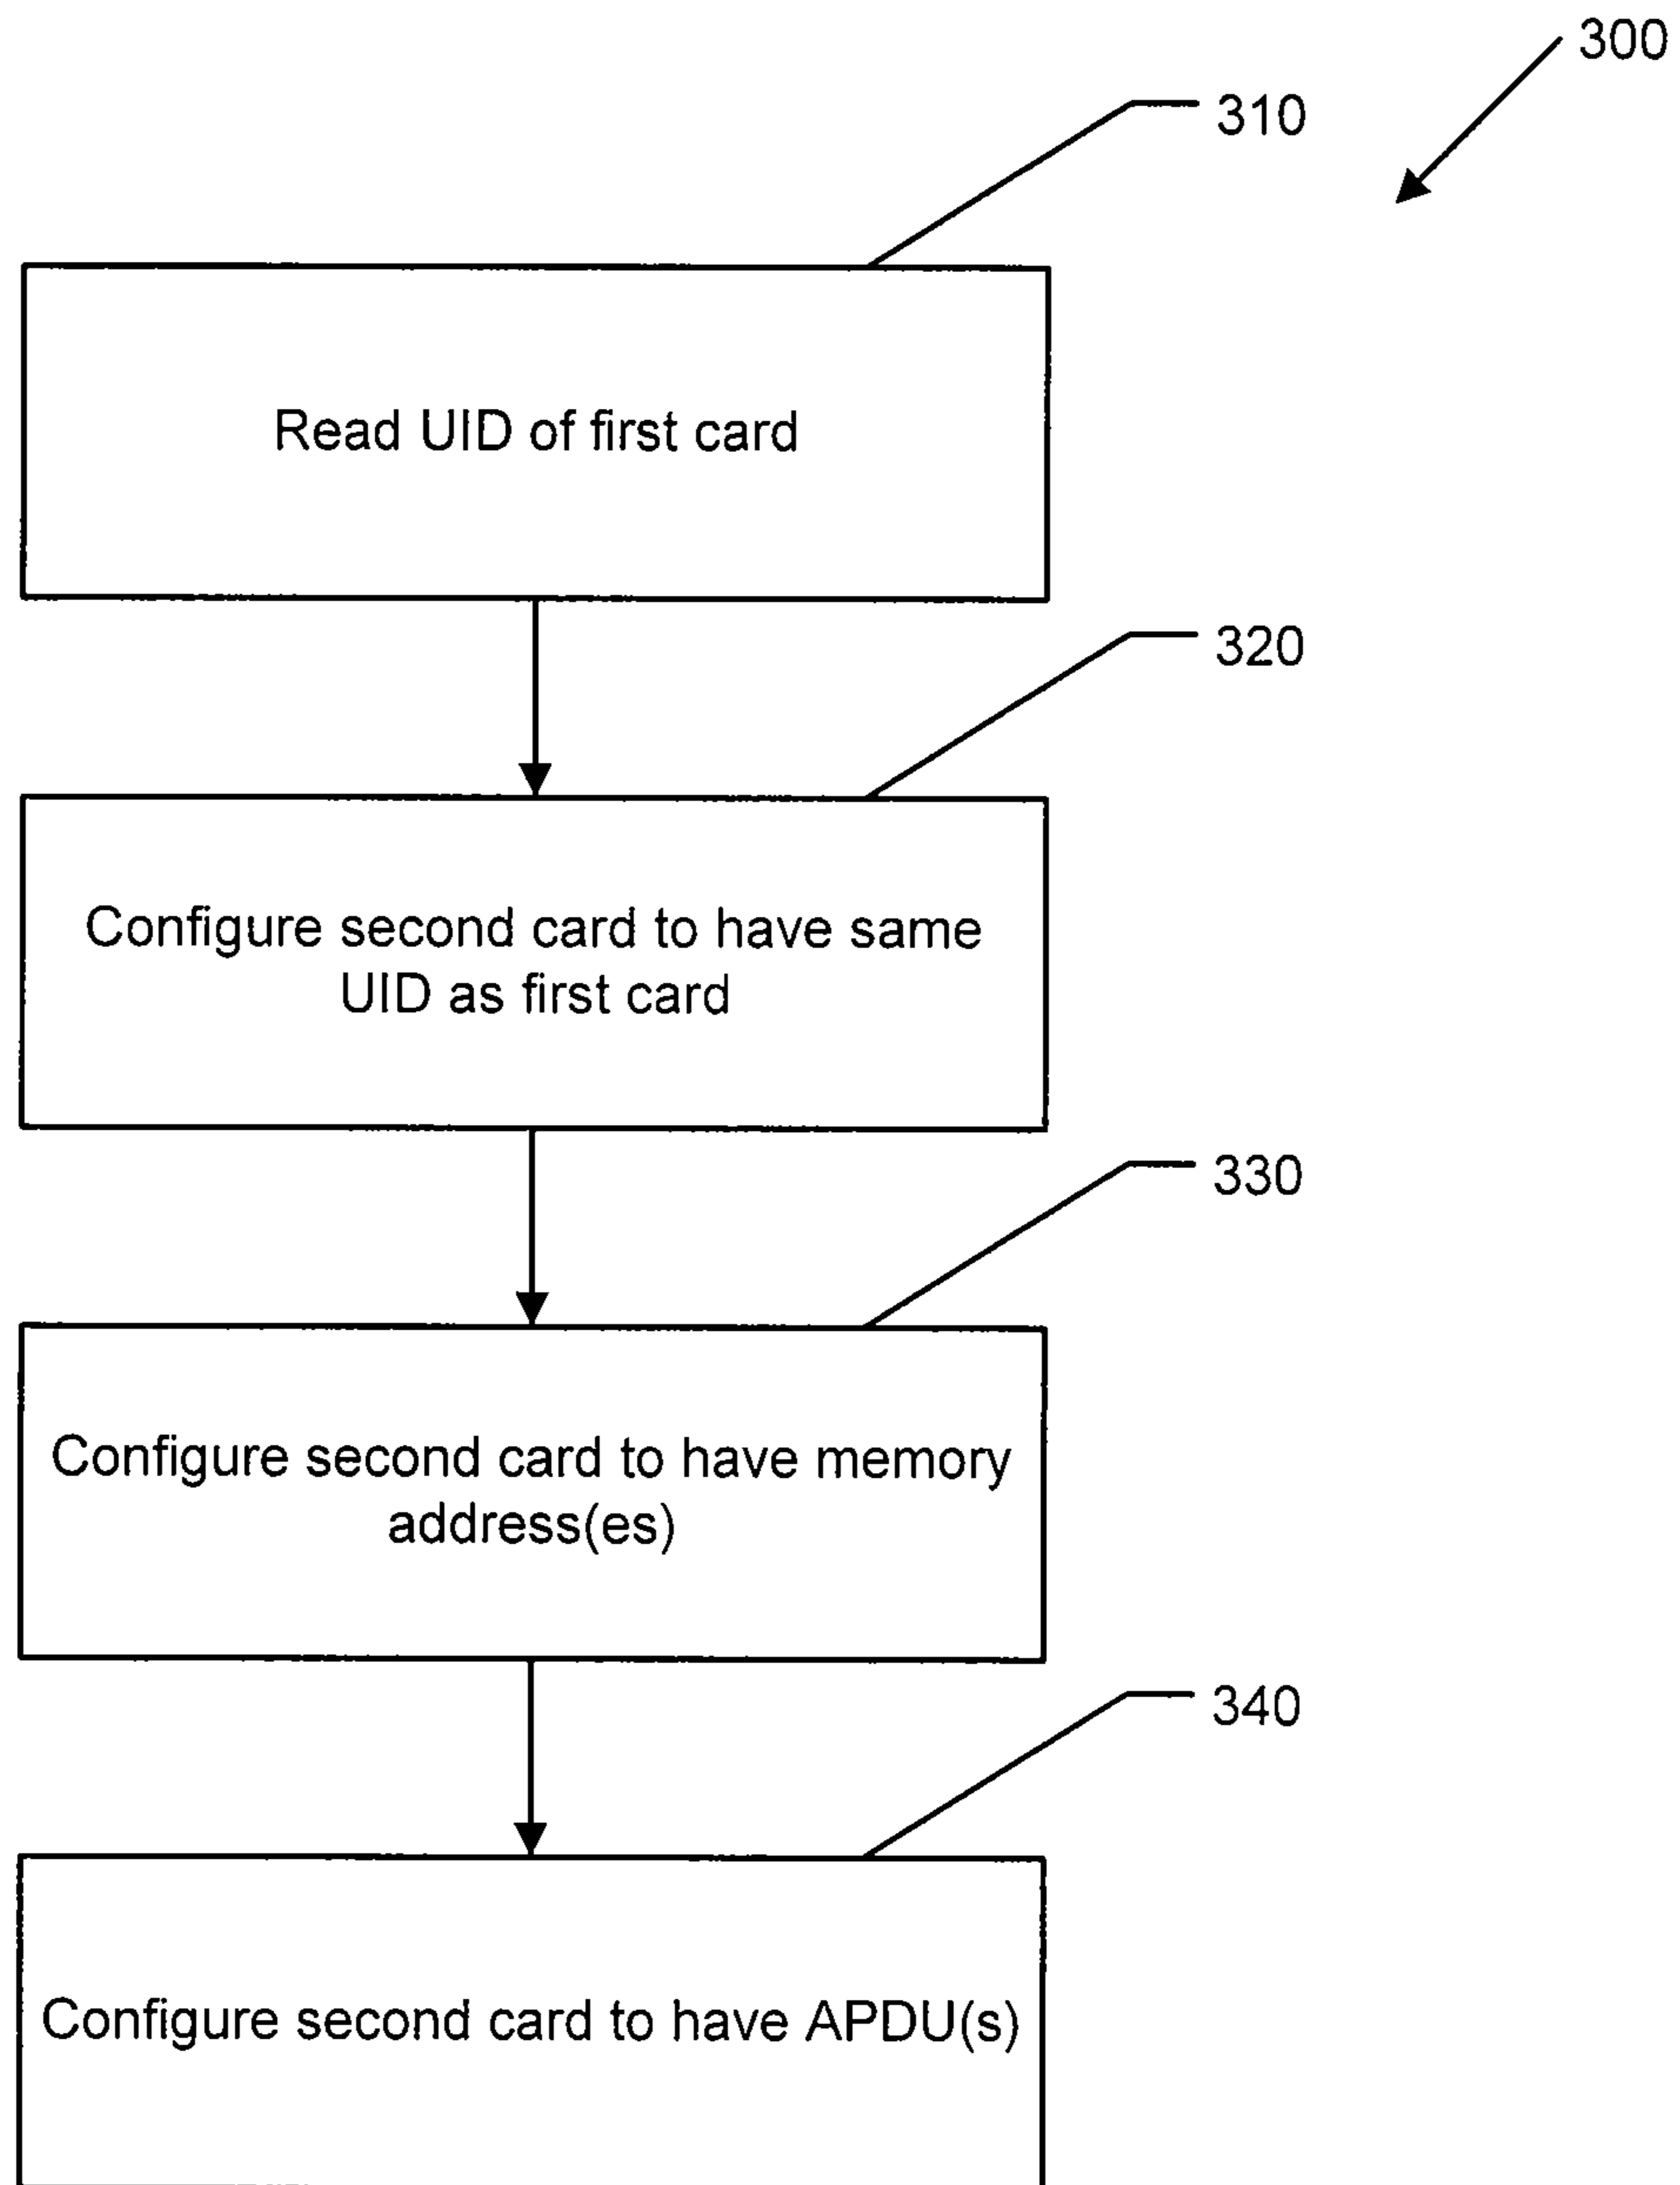 300
310
Read UID of first card
320
Configure second card to have same
UID as first card
330
Configure second card to have memory
address(es)
340
Configure second card to have APDU(s)